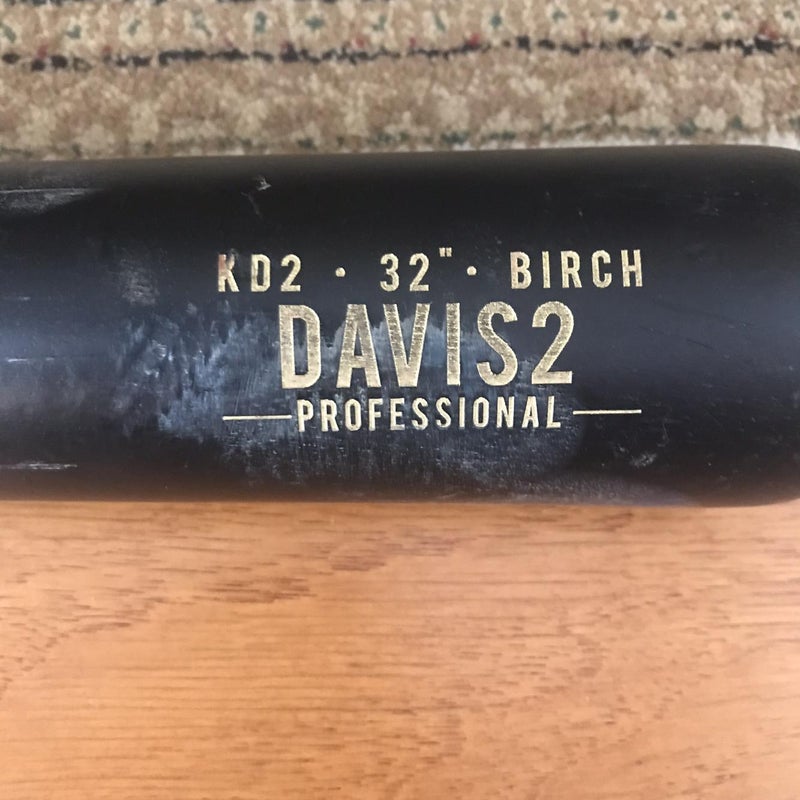 KD2 · 32" · BIRCH
DAVIS2
PROFESSIONAL